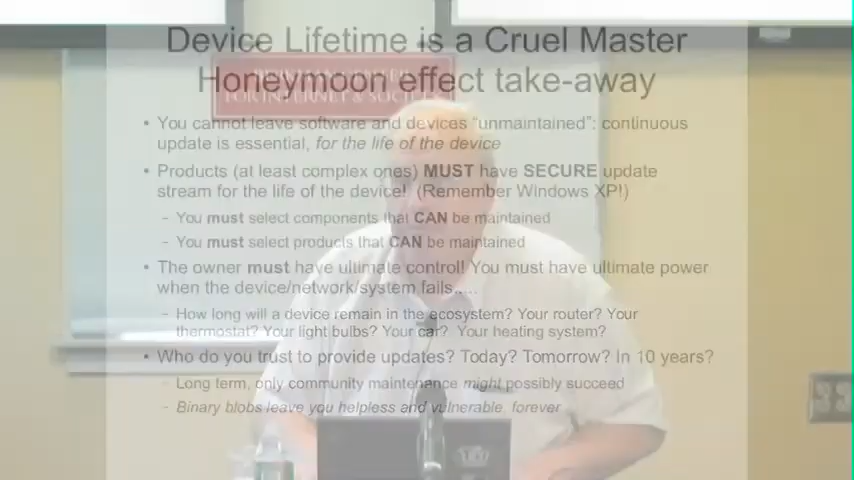 Device Lifetime is a Cruel Master
Honeymoon effect take-away
FOR INTERNET & SOCIETY
• You cannot leave software and devices "unmaintained"; continuous
update is essential, for the life of the device
• Products (at least complex ones) MUST have SECURE update
stream for the life of the device! (Remember Windows XP!)
– You must select components that CAN be maintained
– You must select products that CAN be maintained
• The owner must have ultimate control! You must have ultimate power
when the device/network/system fails.....
– How long will a device remain in the ecosystem? Your router? Your
thermostat? Your light bulbs? Your car? Your heating system?
• Who do you trust to provide updates? Today? Tomorrow? In 10 years?
– Long term, only community maintenance might possibly succeed
– Binary blobs leave you helpless and vulnerable, forever